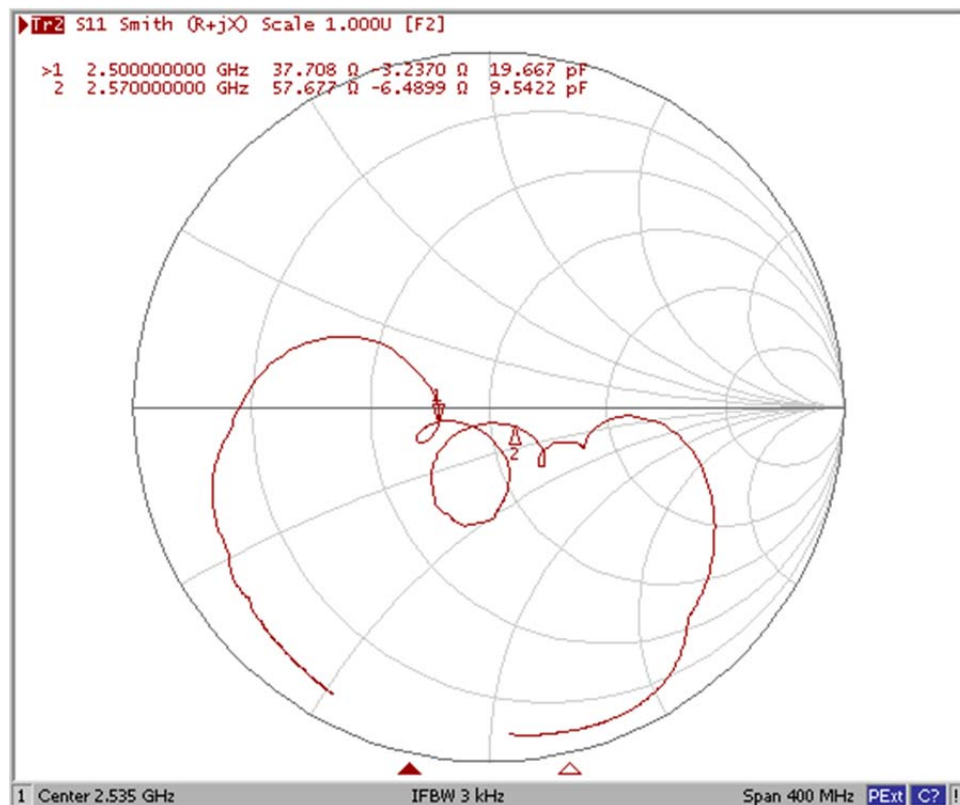 Tr2 S11 Smith (R+jX) Scale 1.000U [F2]
>1 2.500000000 GHz 37.708 Ω -3.2370 Ω 19.667 pF
2 2.570000000 GHz 57.677 Ω -6.4899 Ω 9.5422 pF
1
2
1 Center 2.535 GHz IFBW 3 kHz Span 400 MHz PExt C? !